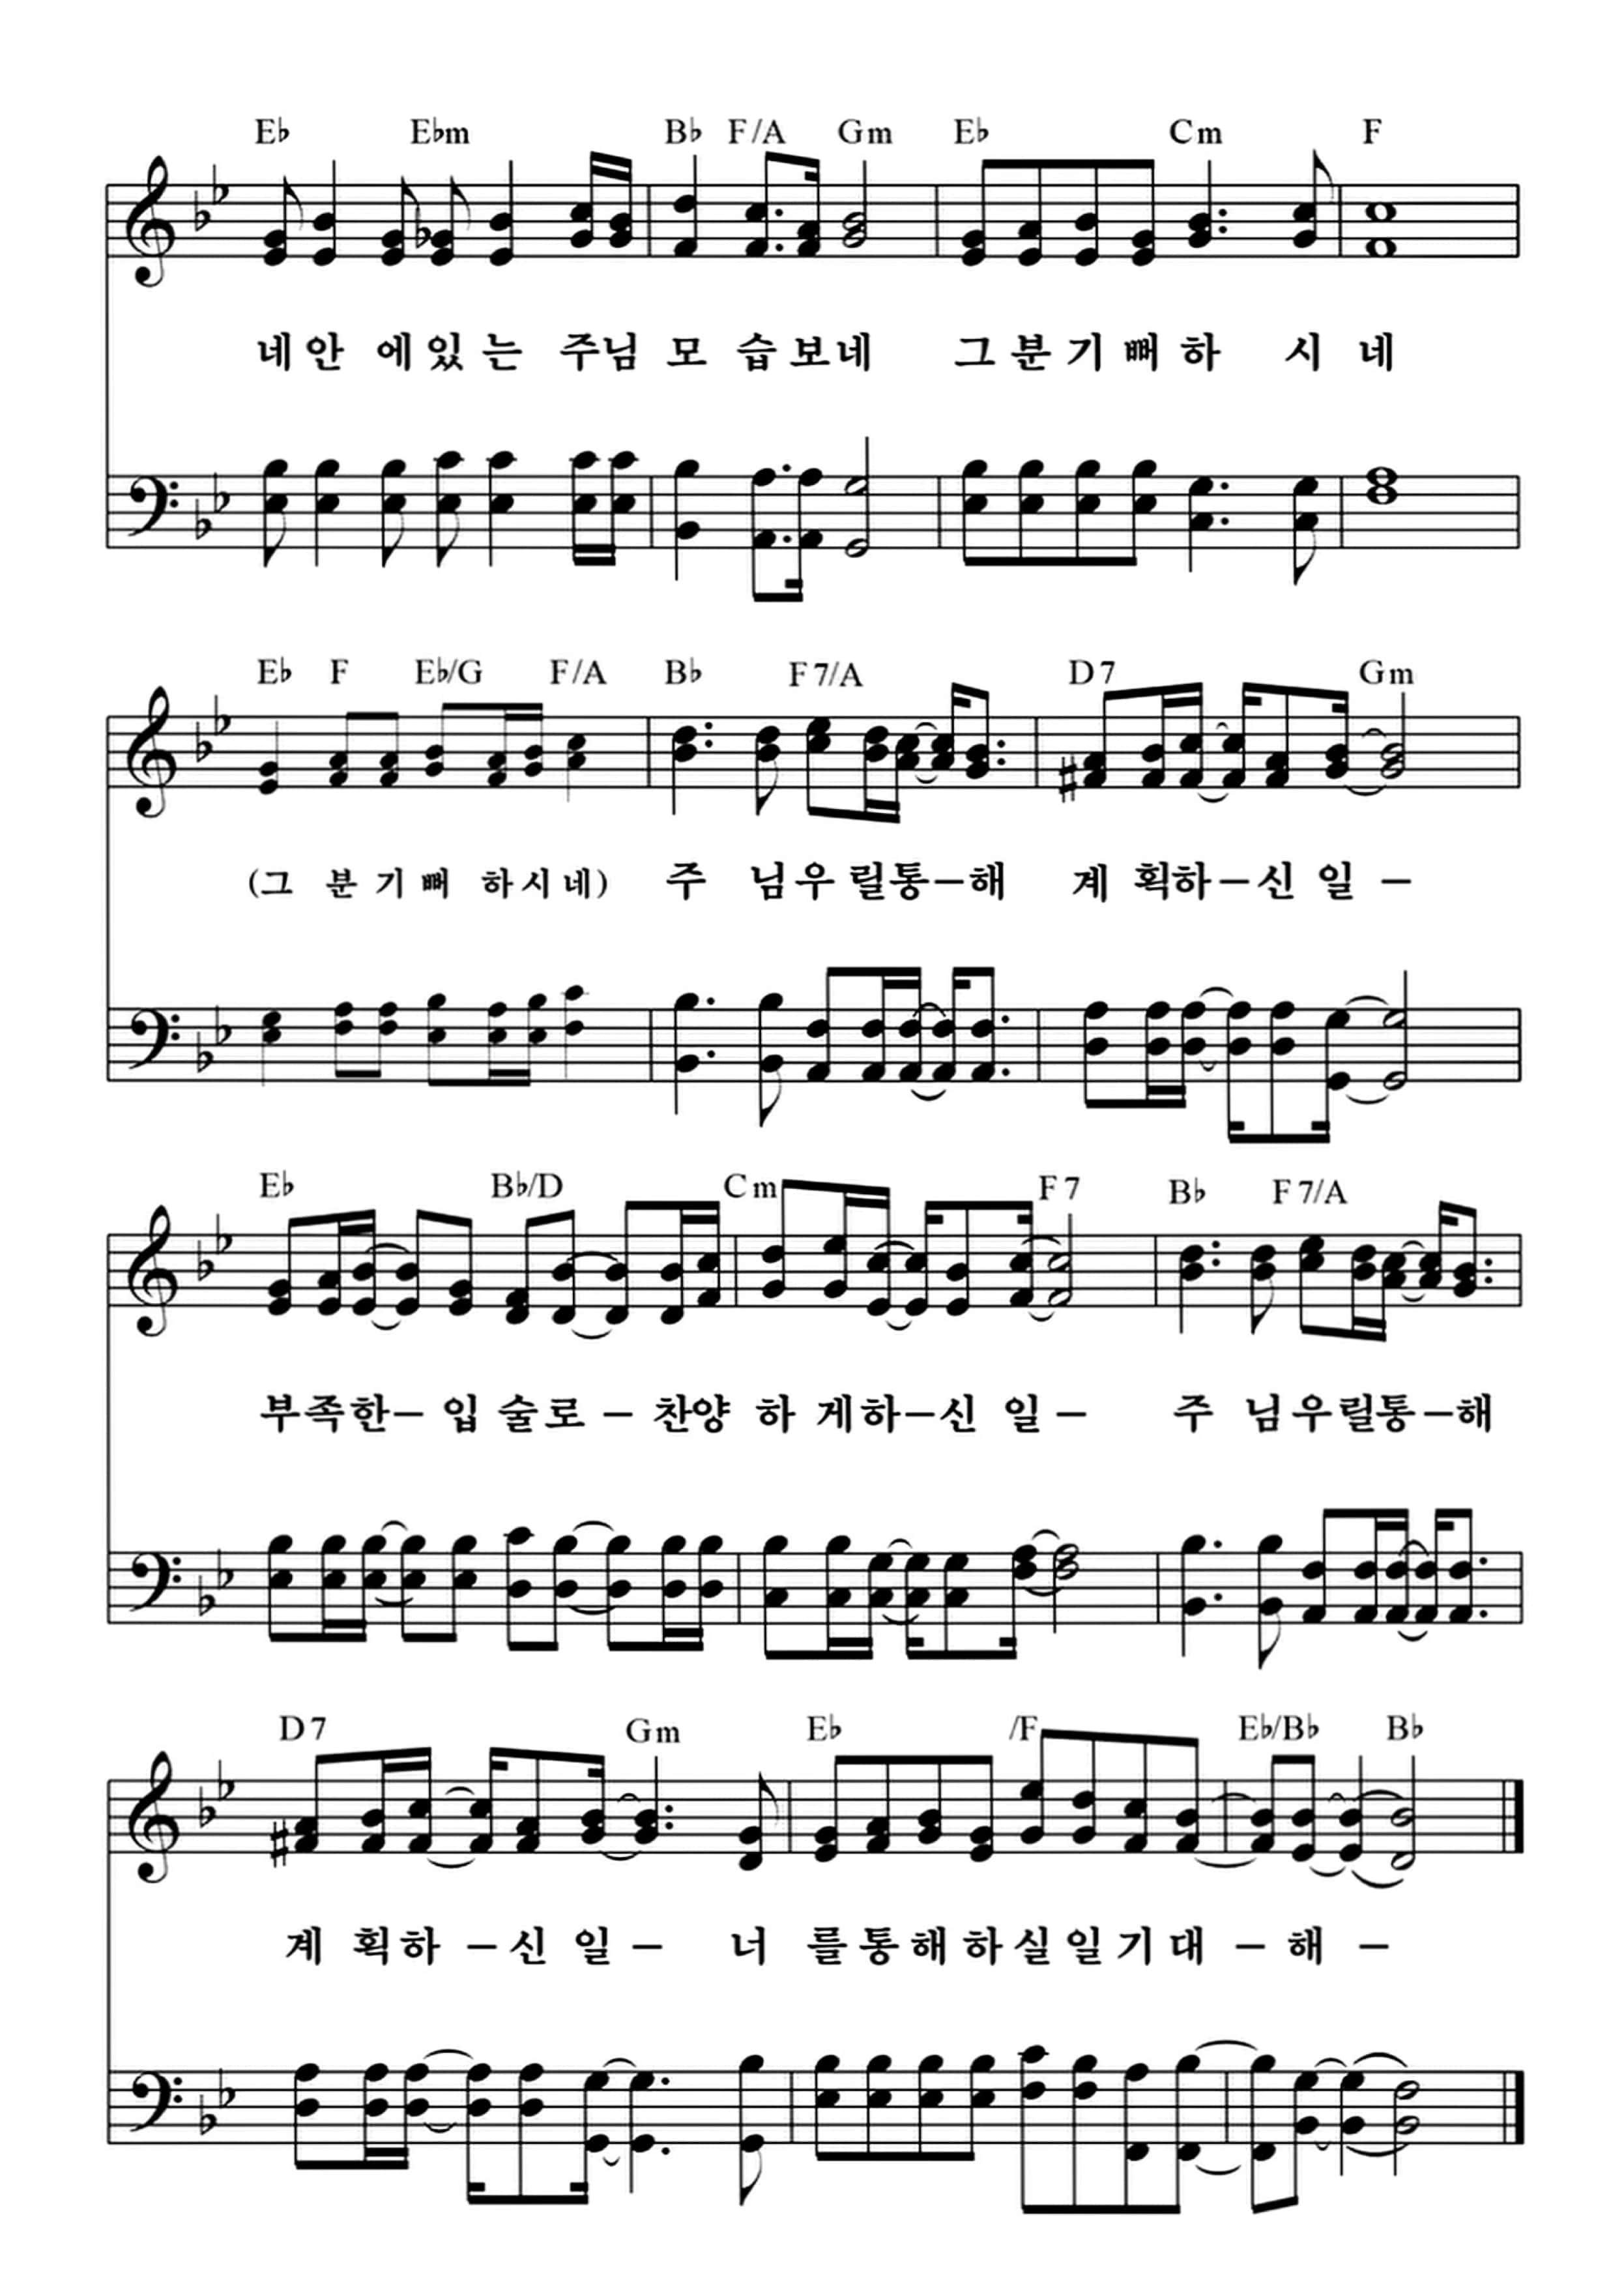 E♭ E♭m B♭ F/A Gm E♭ Cm F
네안 에있 는 주님 모 습보네 그분기뻐하 시 네
E♭ F E♭/G F/A B♭ F7/A D7 Gm
(그 분 기 뻐 하시네) 주 님우 릴통-해 계 획하-신 일 -
E♭ B♭/D Cm F7 B♭ F7/A
부족한- 입 술로 - 찬양 하 게하-신 일 - 주 님우릴통-해
D7 Gm E♭ /F E♭/B♭ B♭
계 획하 -신 일 - 너 를통해하실일기대 - 해 -